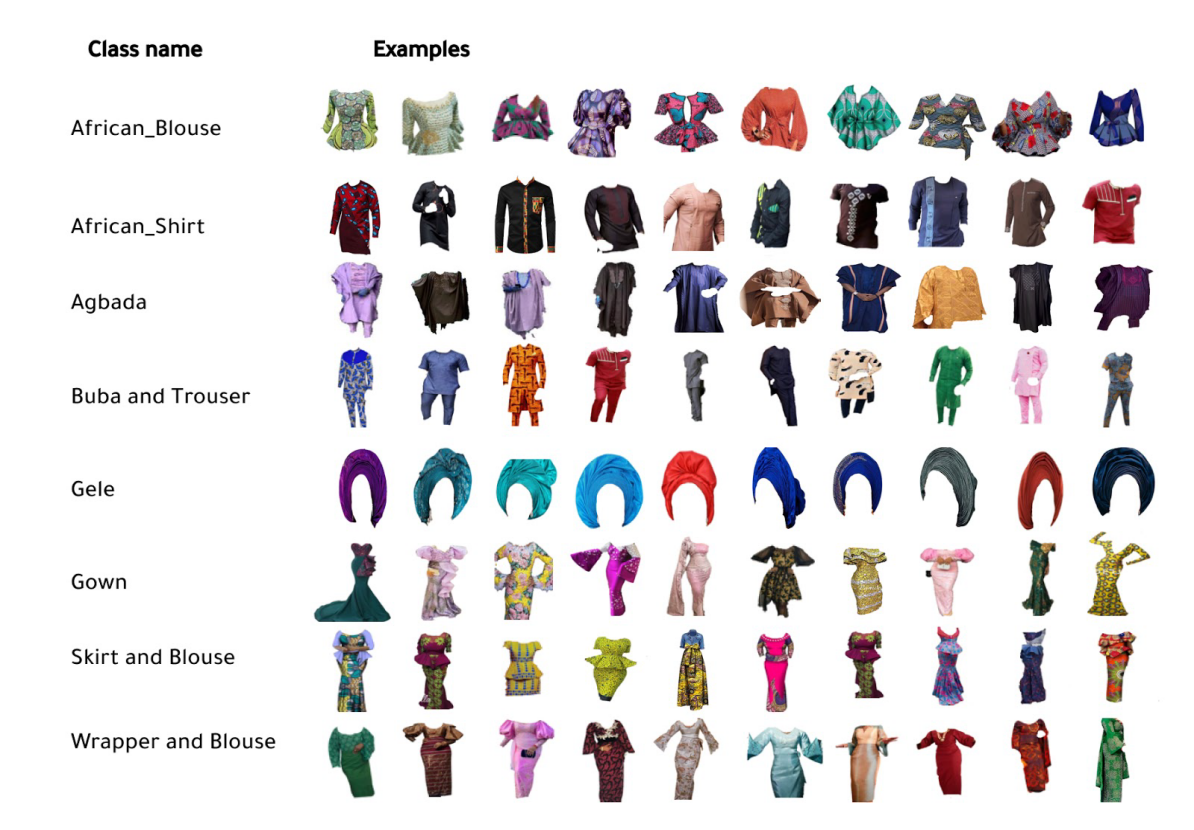 Class name Examples
African_Blouse
African_Shirt
Agbada
Buba and Trouser
Gele
Gown
Skirt and Blouse
Wrapper and Blouse